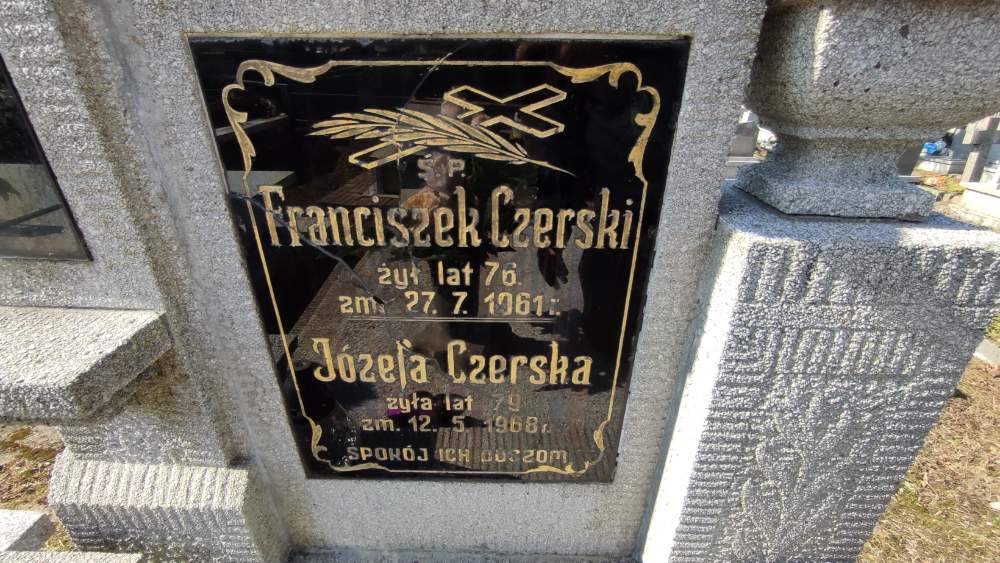 Ś.P.
Franciszek Czerski
żył lat 76.
zm. 27. 7. 1961 r.
Józefa Czerska
żyła lat 79
zm. 12. 5. 1968 r.
SPOKÓJ ICH DUSZOM